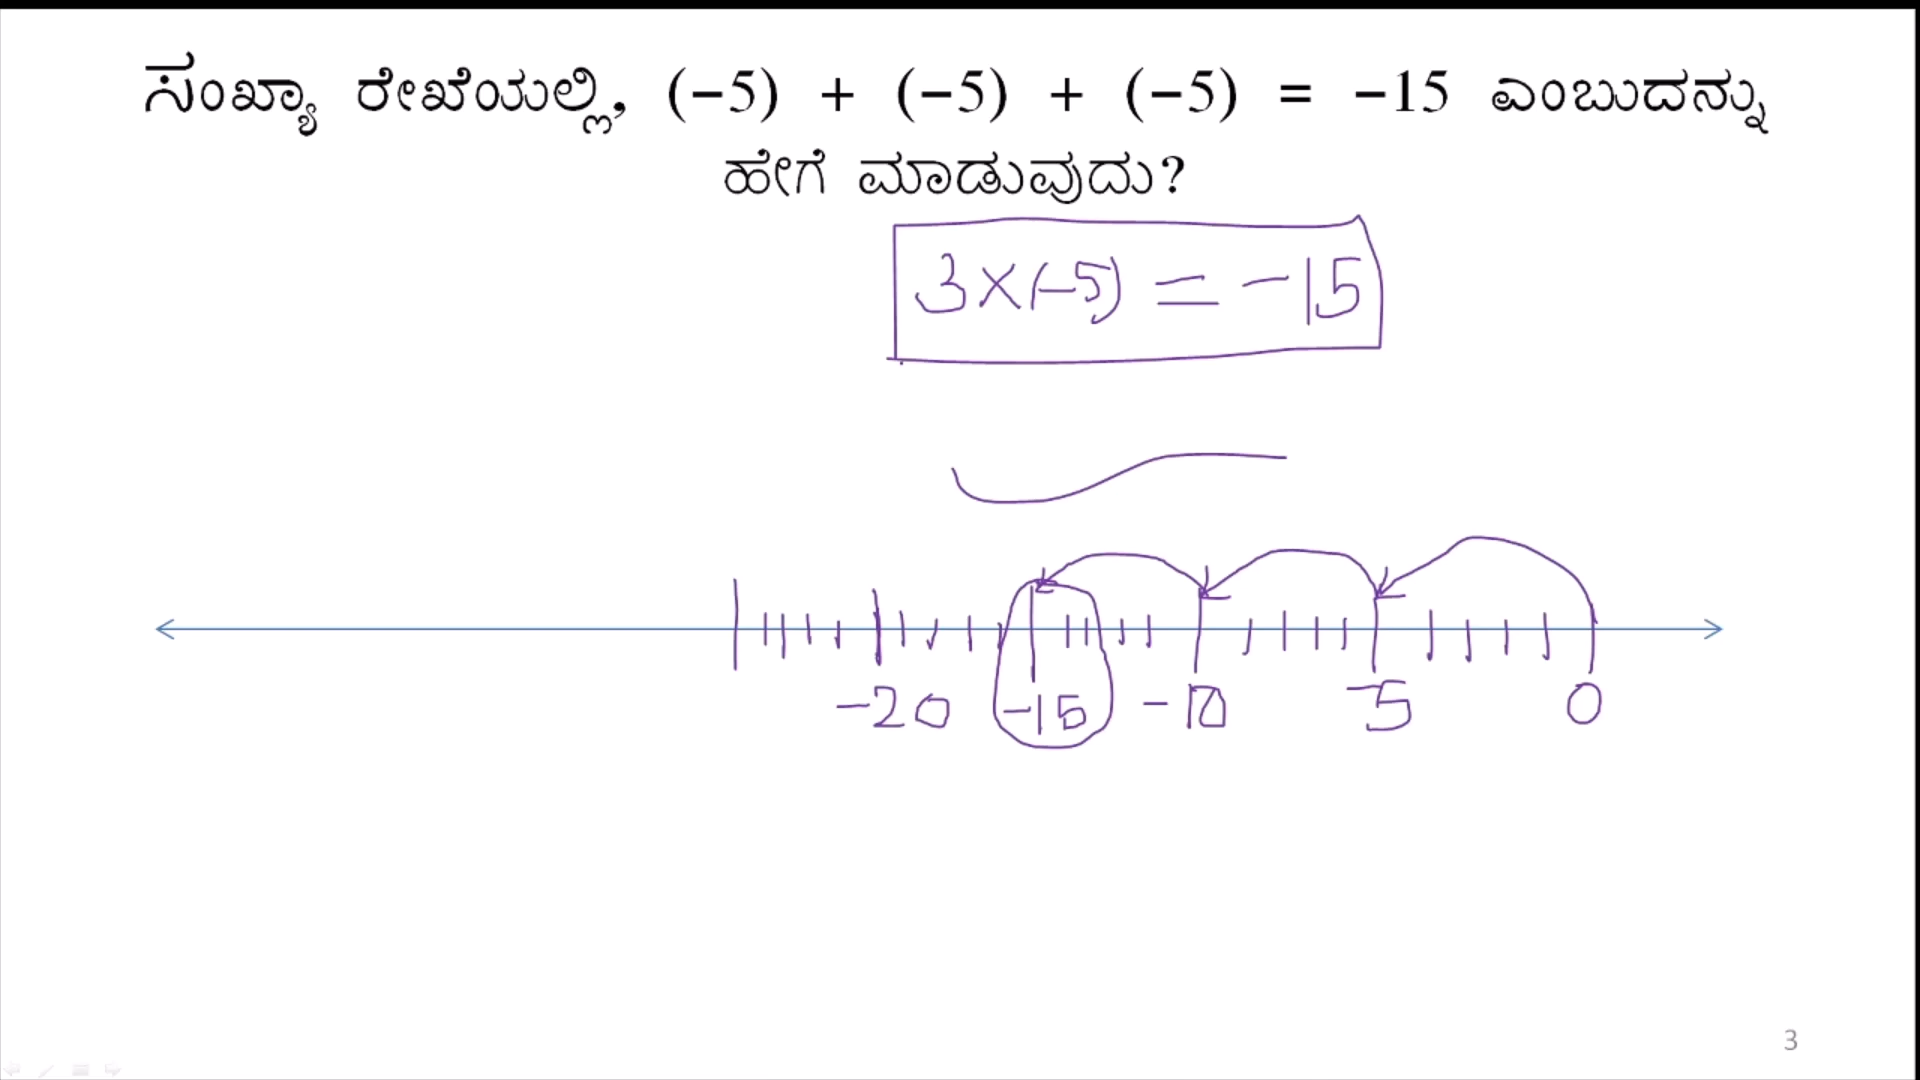 ಸಂಖ್ಯಾ ರೇಖೆಯಲ್ಲಿ, (−5) + (−5) + (−5) = −15 ಎಂಬುದನ್ನು
ಹೇಗೆ ಮಾಡುವುದು?
3×(-5) = -15
-20 -15 -10 -5 0
3